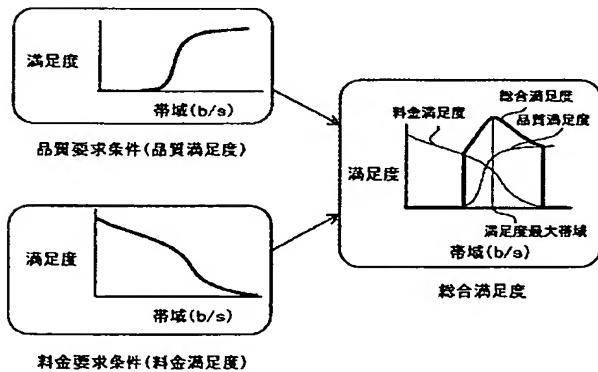 満足度
帯域(b/s)
品質要求条件(品質満足度)
満足度
帯域(b/s)
料金要求条件(料金満足度)
総合満足度
料金満足度
品質満足度
満足度
満足度最大帯域
帯域(b/s)
総合満足度